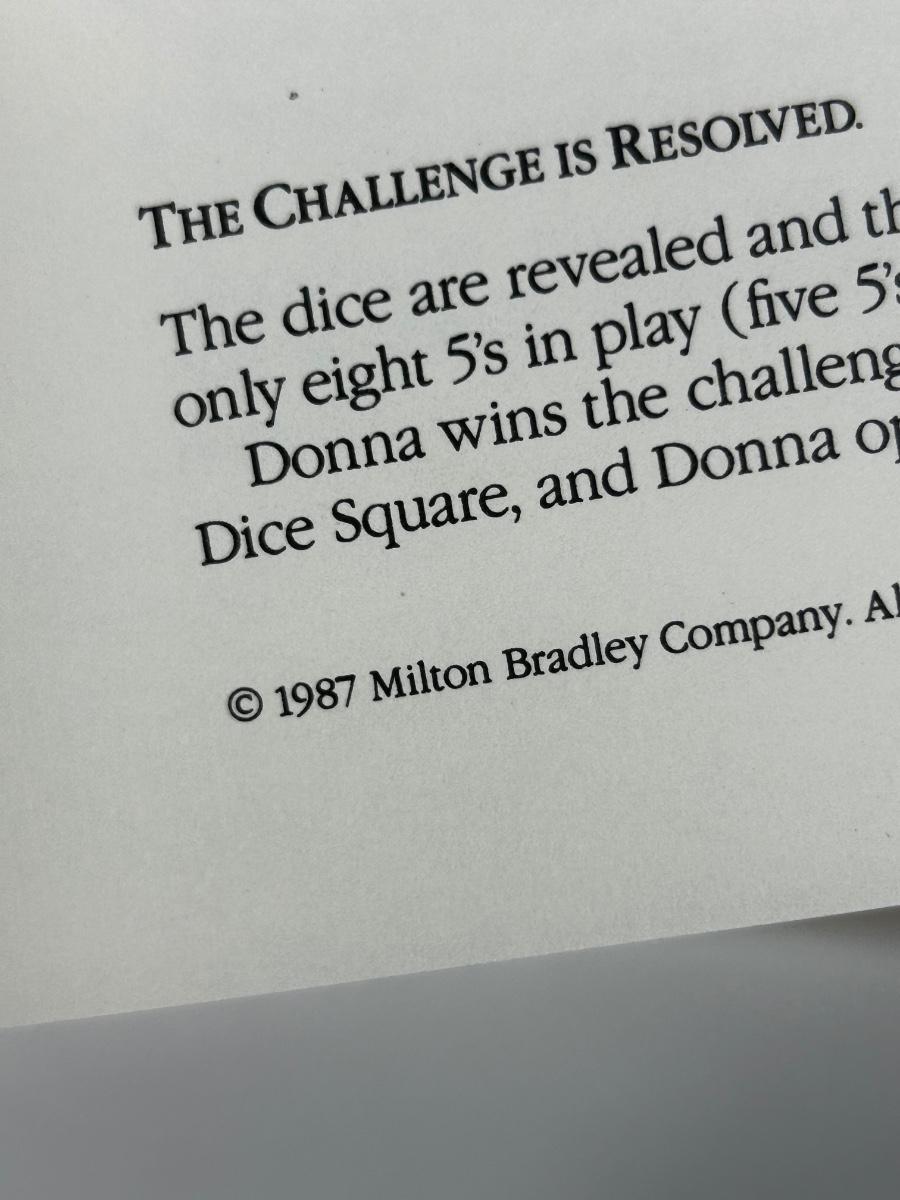 THE CHALLENGE IS RESOLVED.
The dice are revealed and
only eight 5's in play (five 5's
Donna wins the
Dice Square, and Donna
© 1987 Milton Bradley Company.